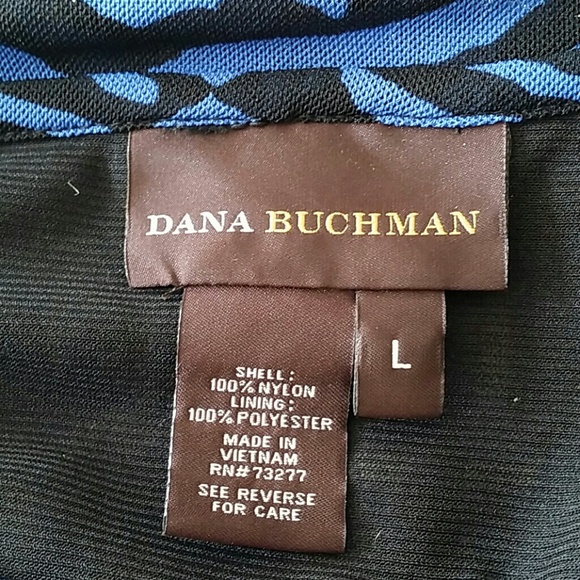 DANA BUCHMAN
L
SHELL:
100% NYLON
LINING:
100% POLYESTER
MADE IN
VIETNAM
RN#73277
SEE REVERSE
FOR CARE